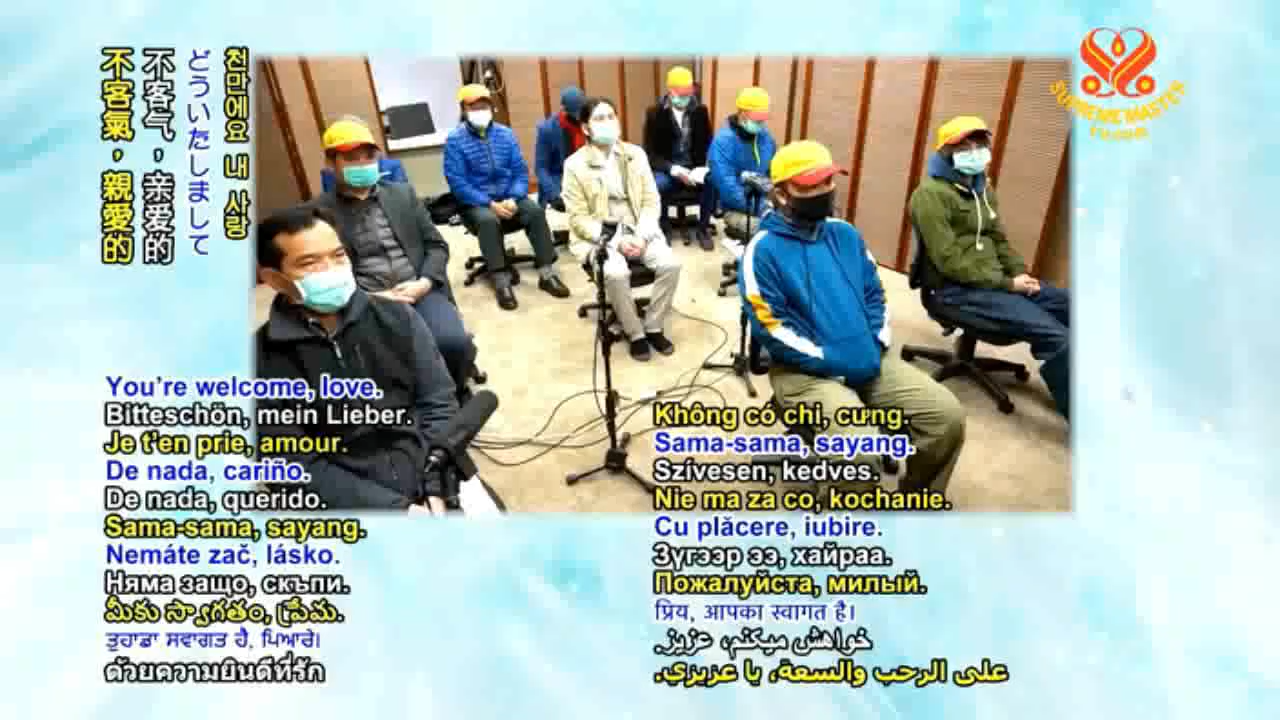 천만에요 내 사랑
どういたしまして
不客气，亲爱的
不客氣，親愛的
SUPREME MASTER
TELEVISION
You’re welcome, love.
Bitteschön, mein Lieber.
Je t'en prie, amour.
De nada, cariño.
De nada, querido.
Sama-sama, sayang.
Nemáte zač, lásko.
Няма защо, скъпи.
మీకు స్వాగతం, ప్రేమ.
ਤੁਹਾਡਾ ਸਵਾਗਤ ਹੈ, ਪਿਆਰੇ।
ด้วยความยินดีที่รัก
Không có chi, cưng.
Sama-sama, sayang.
Szívesen, kedves.
Nie ma za co, kochanie.
Cu plăcere, iubire.
Зүгээр ээ, хайраа.
Пожалуйста, милый.
प्रिय, आपका स्वागत है।
خواهش میکنم، عزیز.
على الرحب والسعة، يا عزيزي.